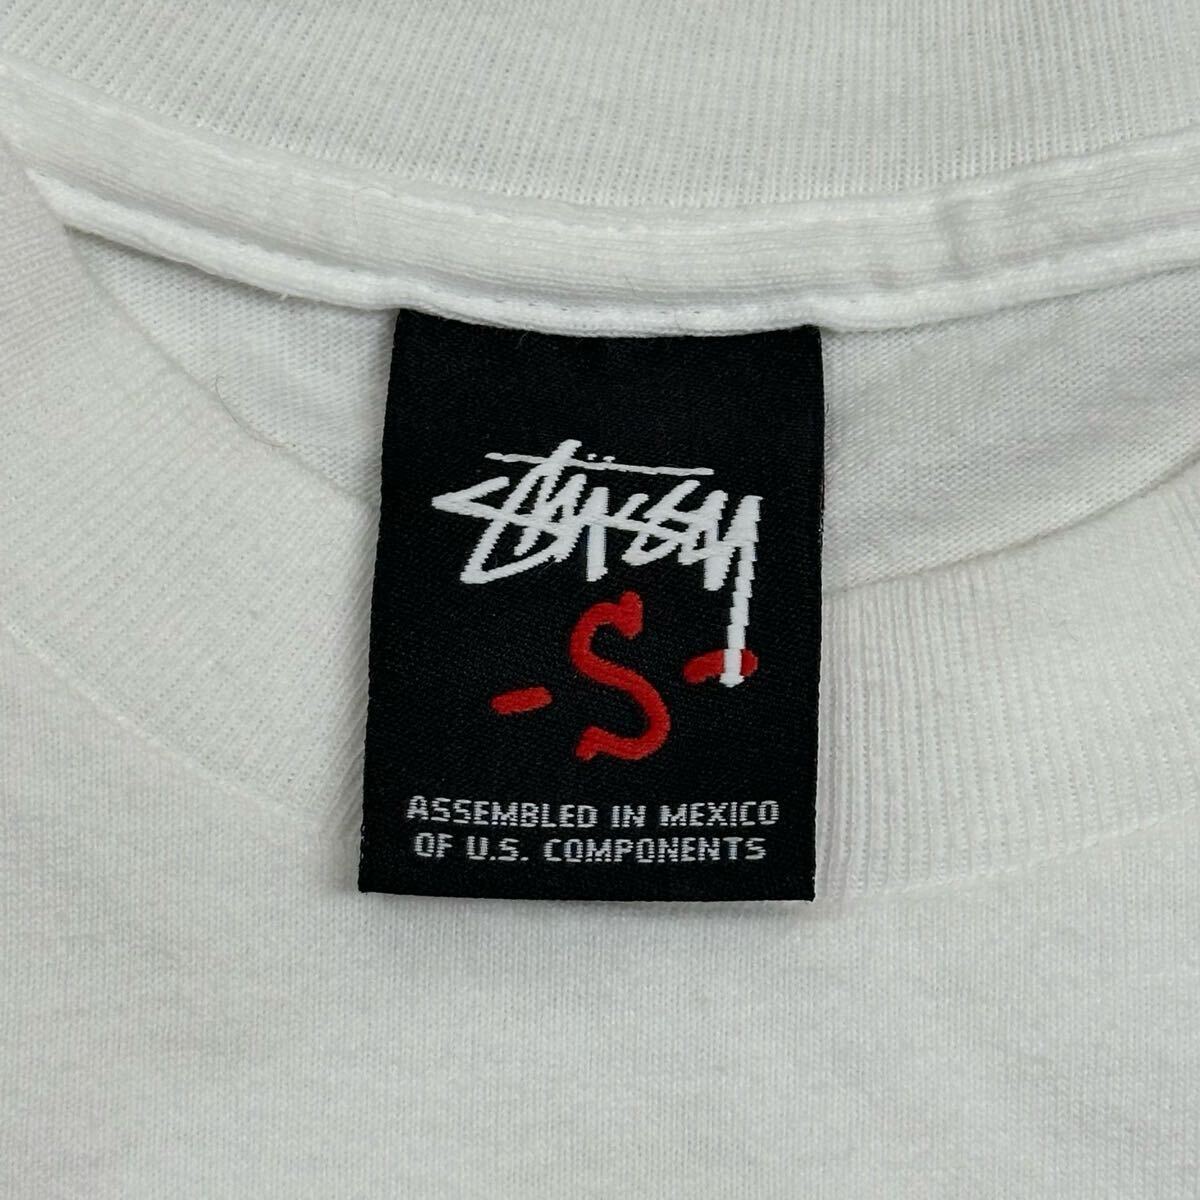 Stüssy
-S-
ASSEMBLED IN MEXICO
OF U.S. COMPONENTS